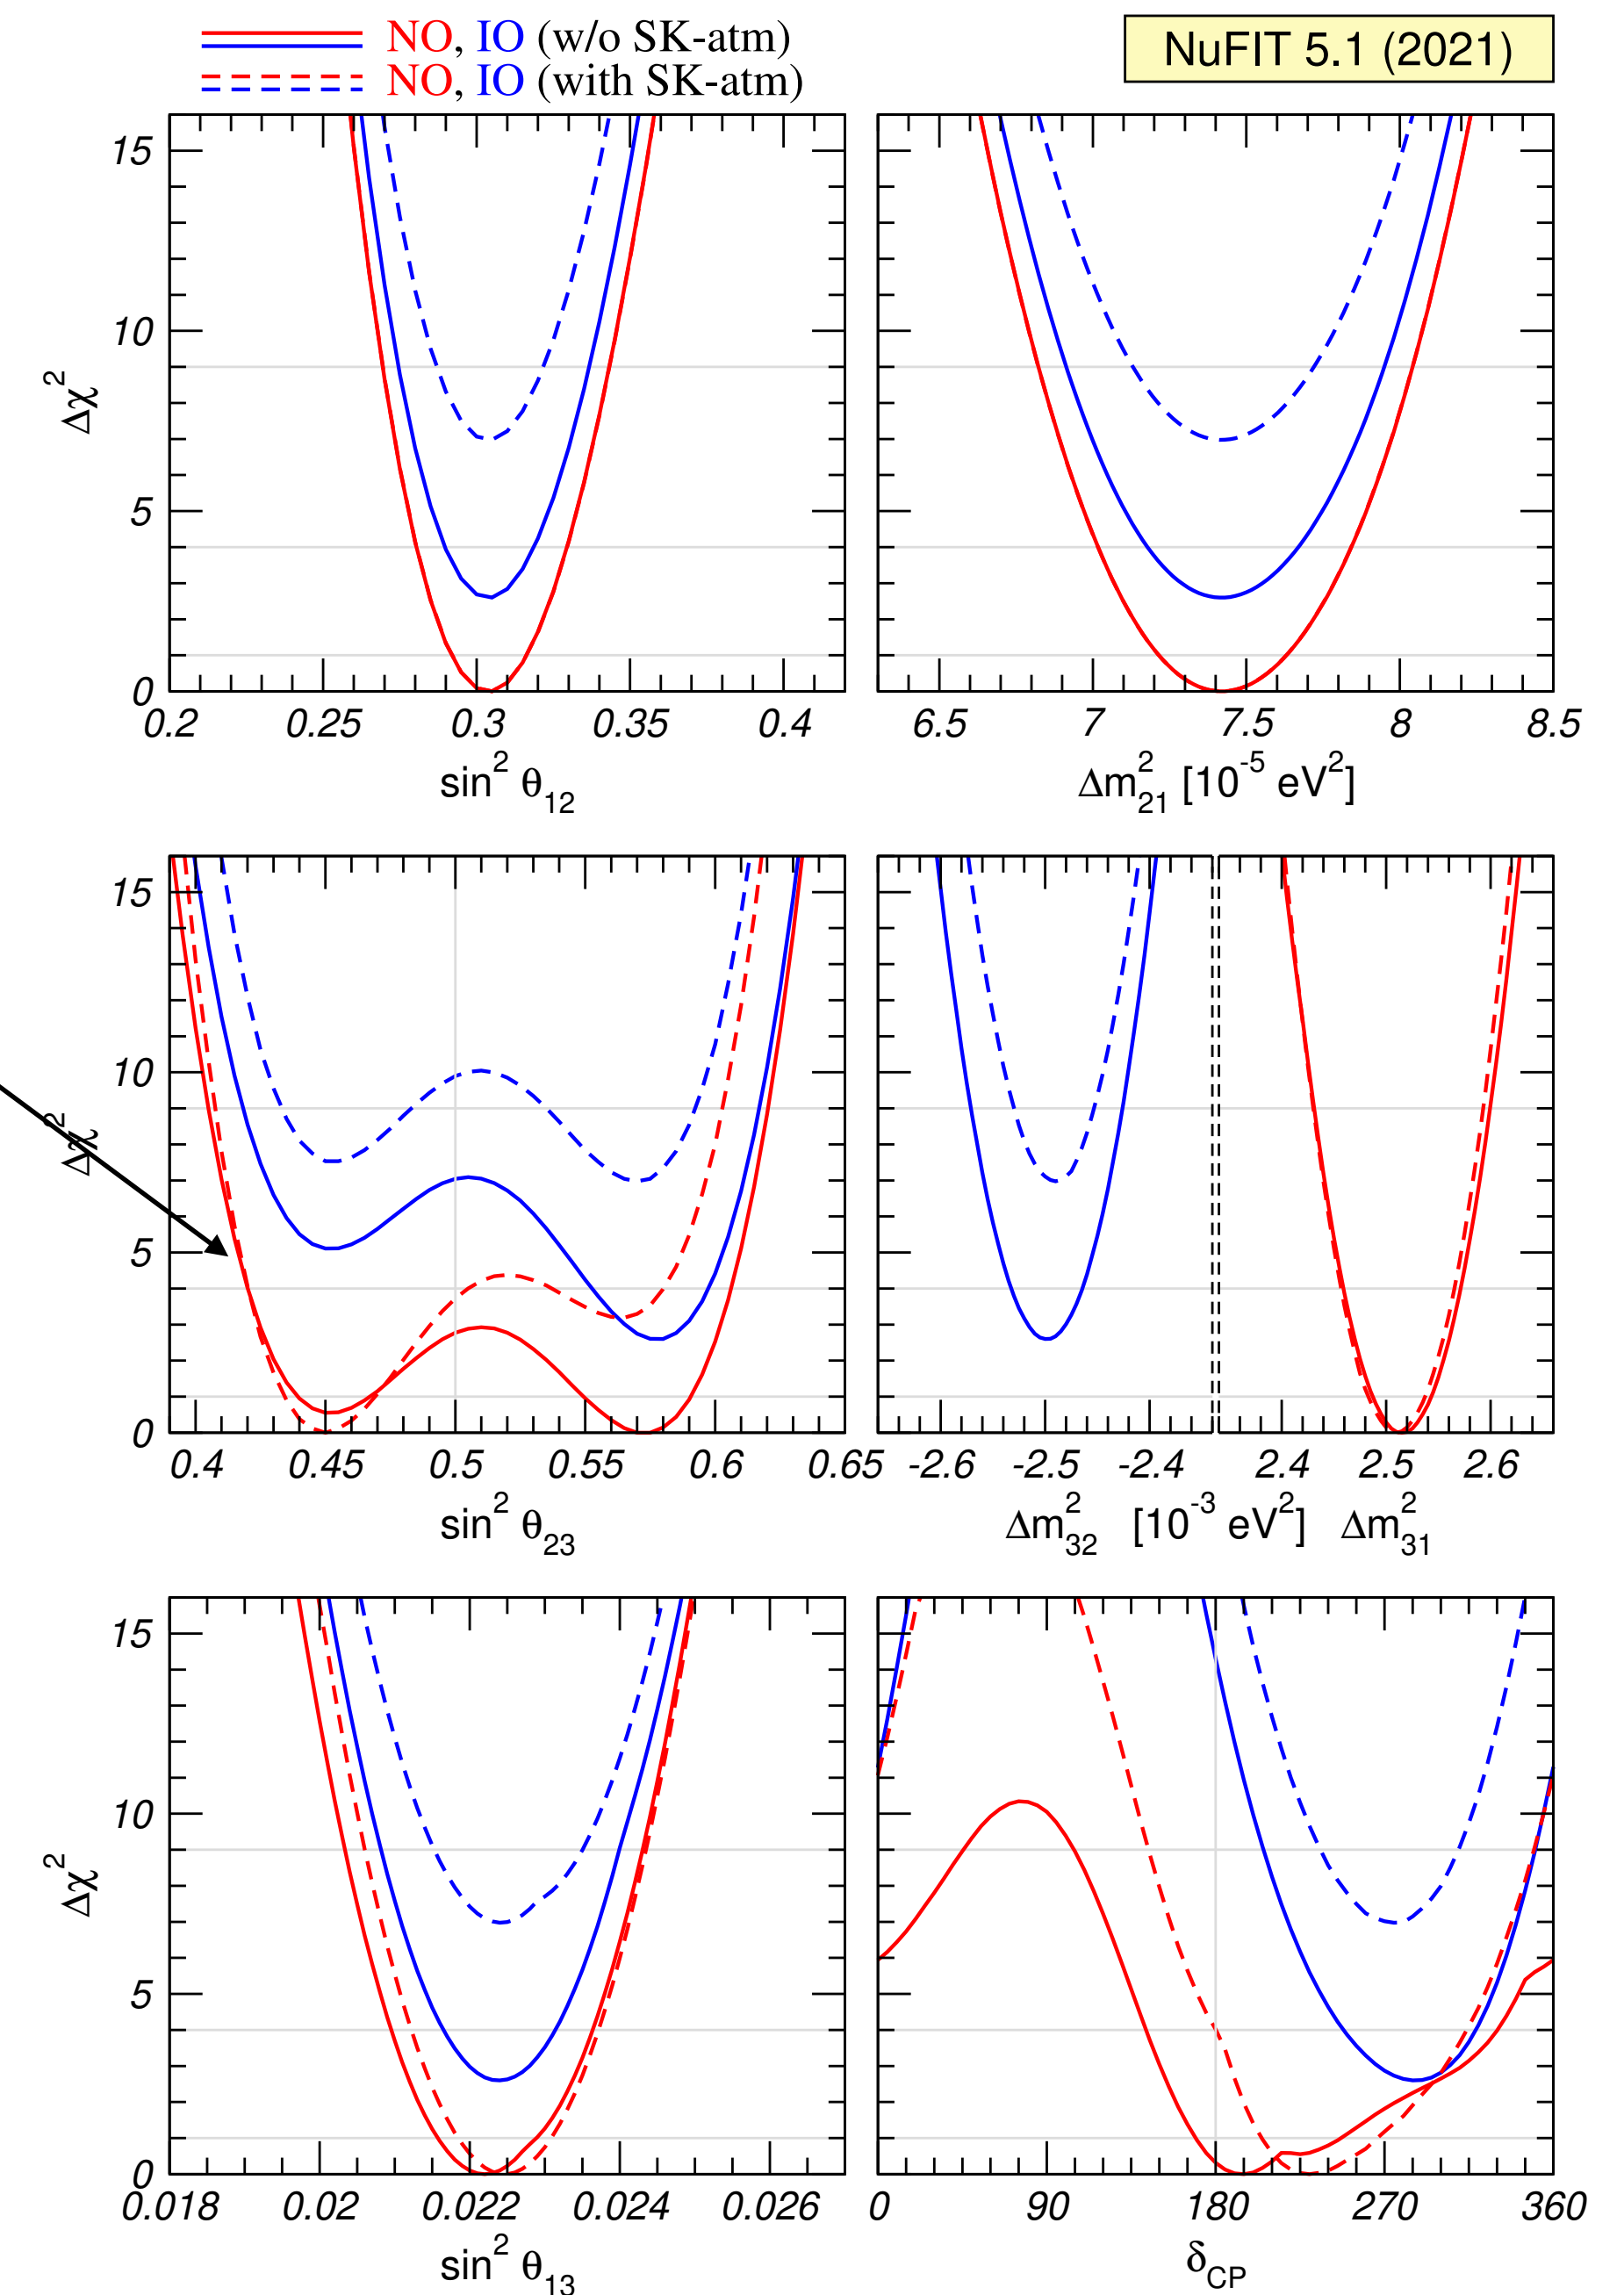 NO, IO (w/o SK-atm)
NO, IO (with SK-atm)
NuFIT 5.1 (2021)
15
10
5
0
Δχ²
0.2 0.25 0.3 0.35 0.4
sin² θ₁₂
6.5 7 7.5 8 8.5
Δm²₂₁ [10⁻⁵ eV²]
15
10
5
0
Δχ²
0.4 0.45 0.5 0.55 0.6 0.65
sin² θ₂₃
-2.6 -2.5 -2.4 2.4 2.5 2.6
Δm²₃₂ [10⁻³ eV²] Δm²₃₁
15
10
5
0
Δχ²
0.018 0.02 0.022 0.024 0.026
sin² θ₁₃
0 90 180 270 360
δ_CP